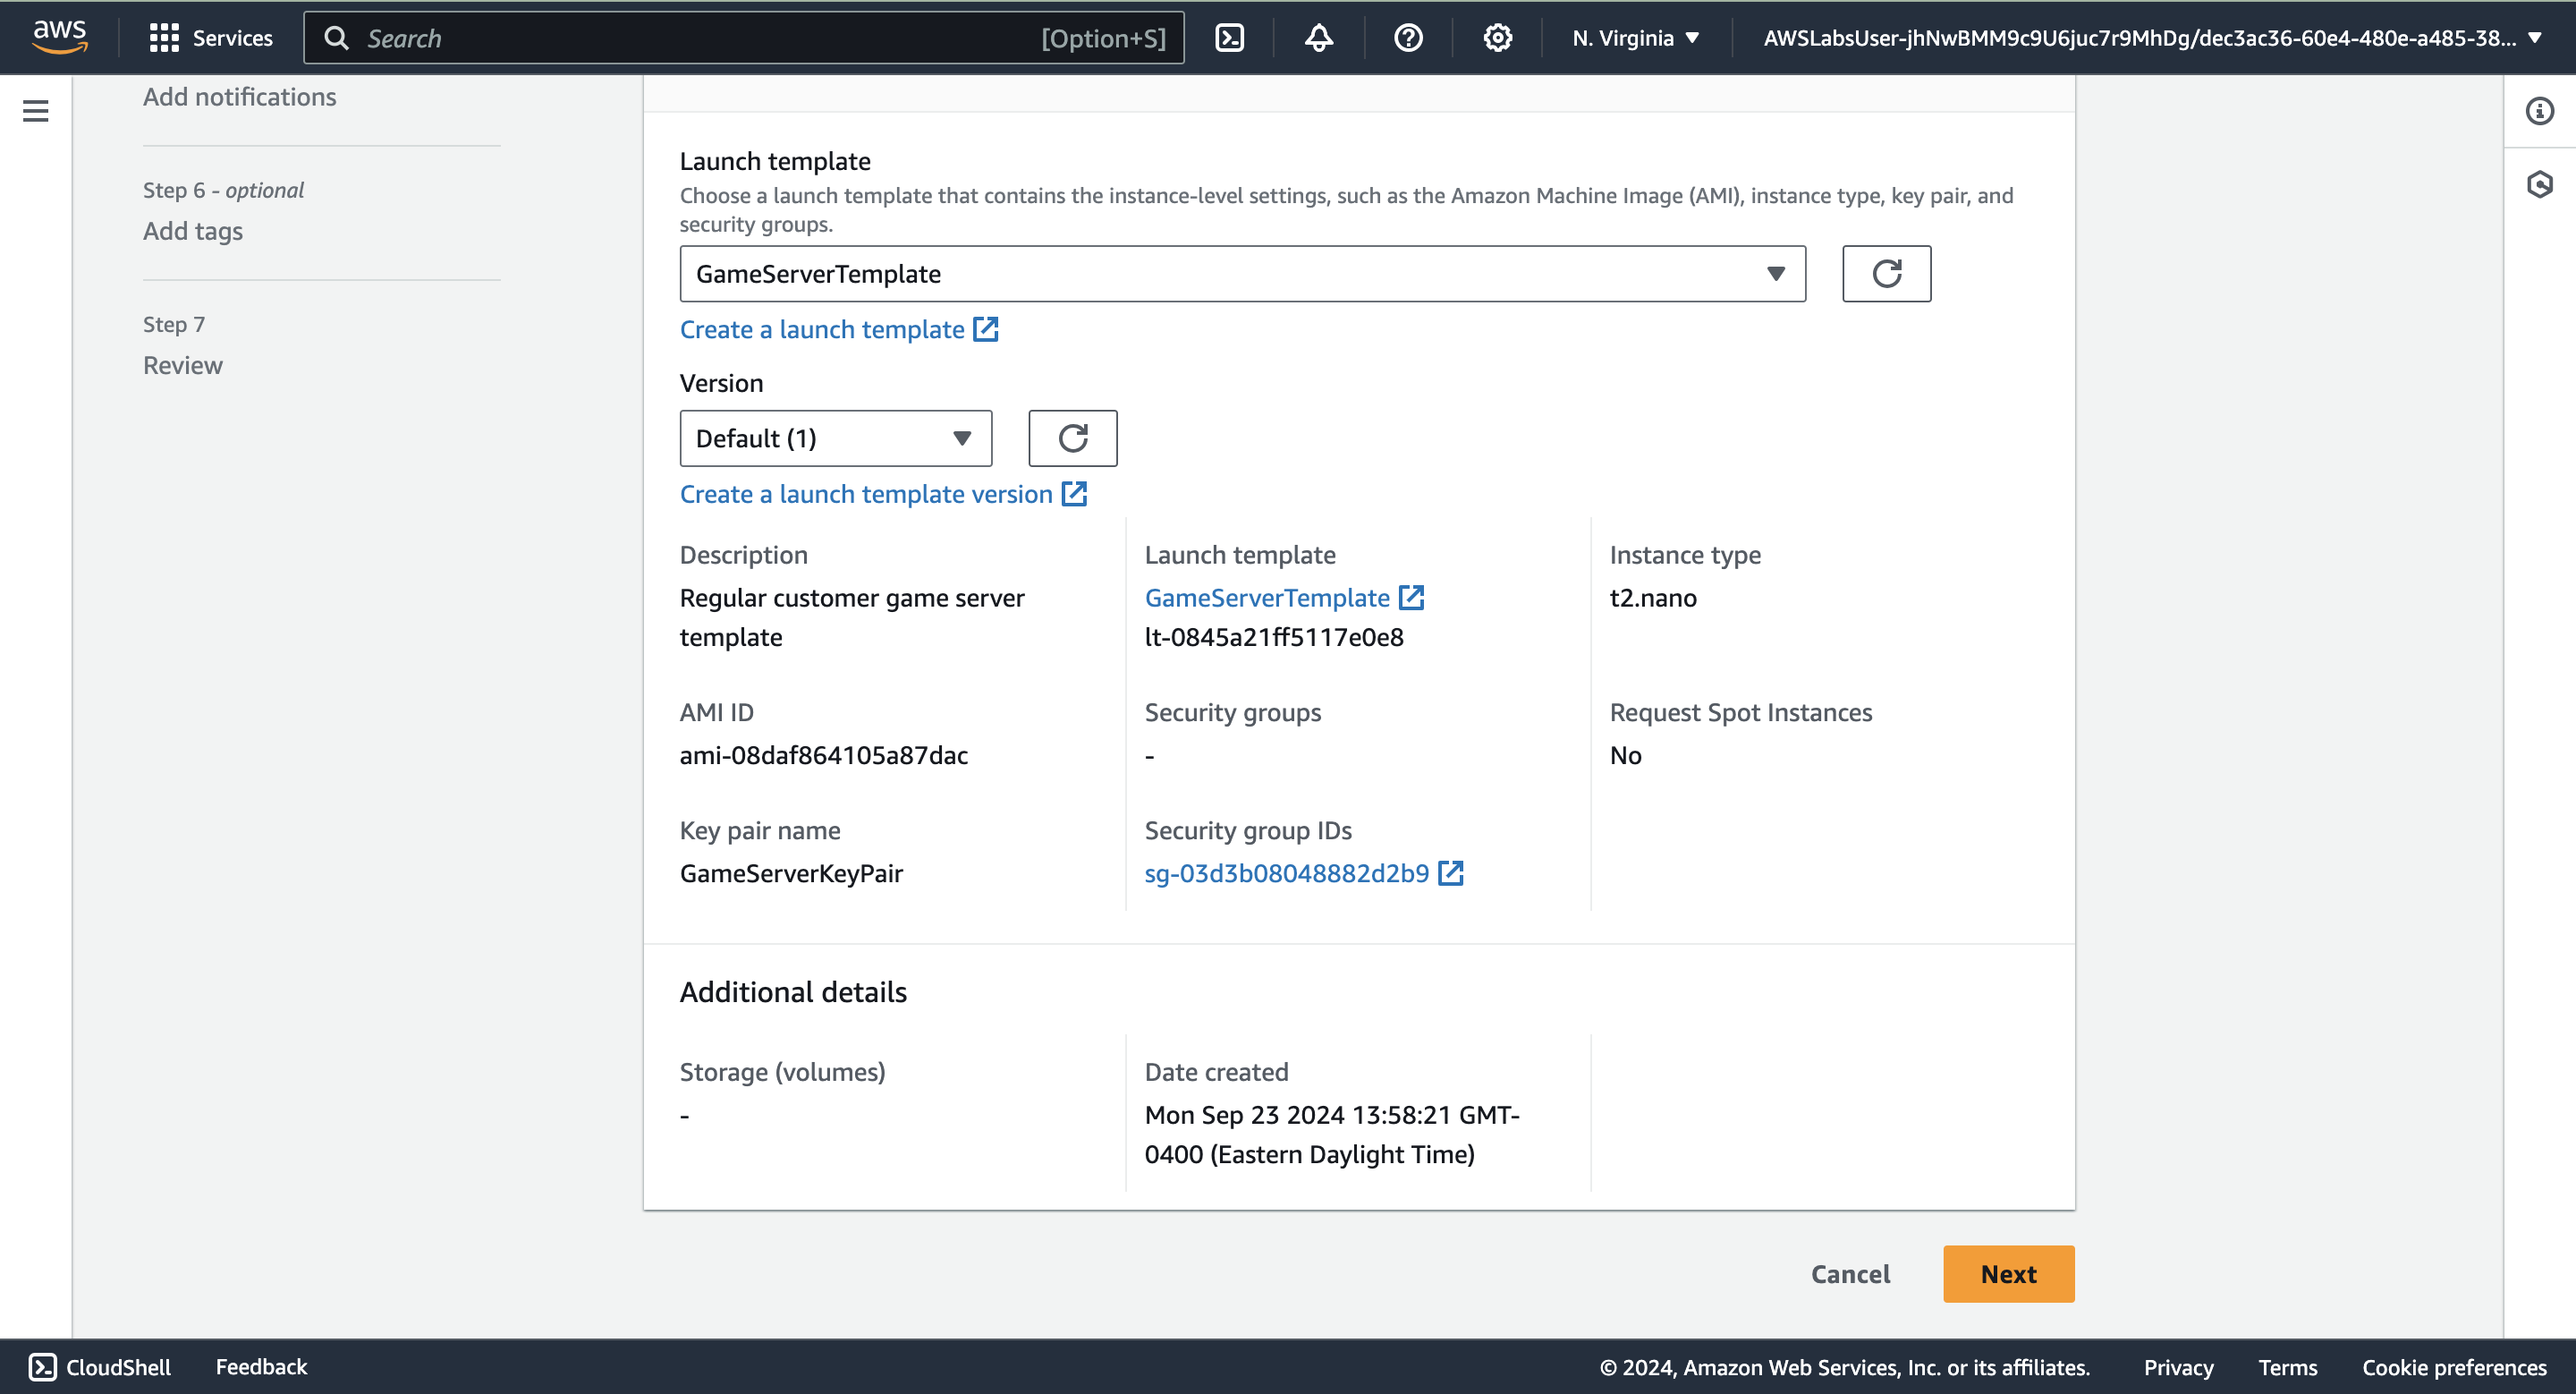 aws
Services
Search
[Option+S]
N. Virginia
AWSLabsUser-jhNwBMM9c9U6juc7r9MhDg/dec3ac36-60e4-480e-a485-38...
Add notifications
Step 6 - optional
Add tags
Step 7
Review
Launch template
Choose a launch template that contains the instance-level settings, such as the Amazon Machine Image (AMI), instance type, key pair, and
security groups.
GameServerTemplate
Create a launch template
Version
Default (1)
Create a launch template version
Description
Regular customer game server
template
Launch template
GameServerTemplate
lt-0845a21ff5117e0e8
Instance type
t2.nano
AMI ID
ami-08daf864105a87dac
Security groups
-
Request Spot Instances
No
Key pair name
GameServerKeyPair
Security group IDs
sg-03d3b08048882d2b9
Additional details
Storage (volumes)
-
Date created
Mon Sep 23 2024 13:58:21 GMT-
0400 (Eastern Daylight Time)
Cancel
Next
CloudShell
Feedback
© 2024, Amazon Web Services, Inc. or its affiliates.
Privacy
Terms
Cookie preferences